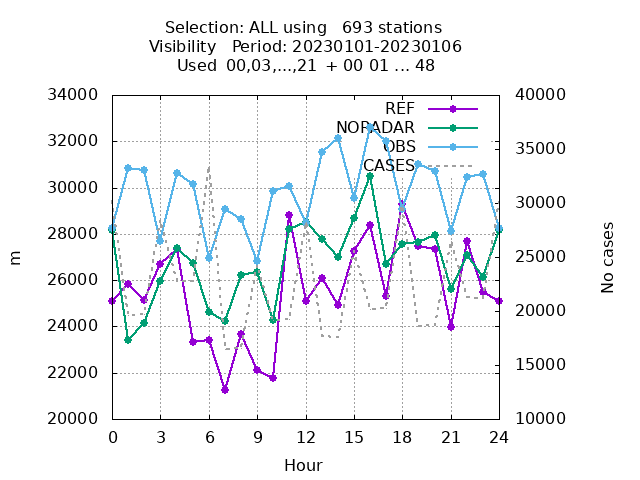 Selection: ALL using   693 stations
Visibility   Period: 20230101-20230106
Used  00,03,...,21  + 00 01 ... 48
34000
32000
30000
28000
26000
24000
22000
20000
40000
35000
30000
25000
20000
15000
10000
REF
NORADAR
OBS
CASES
m
No cases
0 3 6 9 12 15 18 21 24
Hour